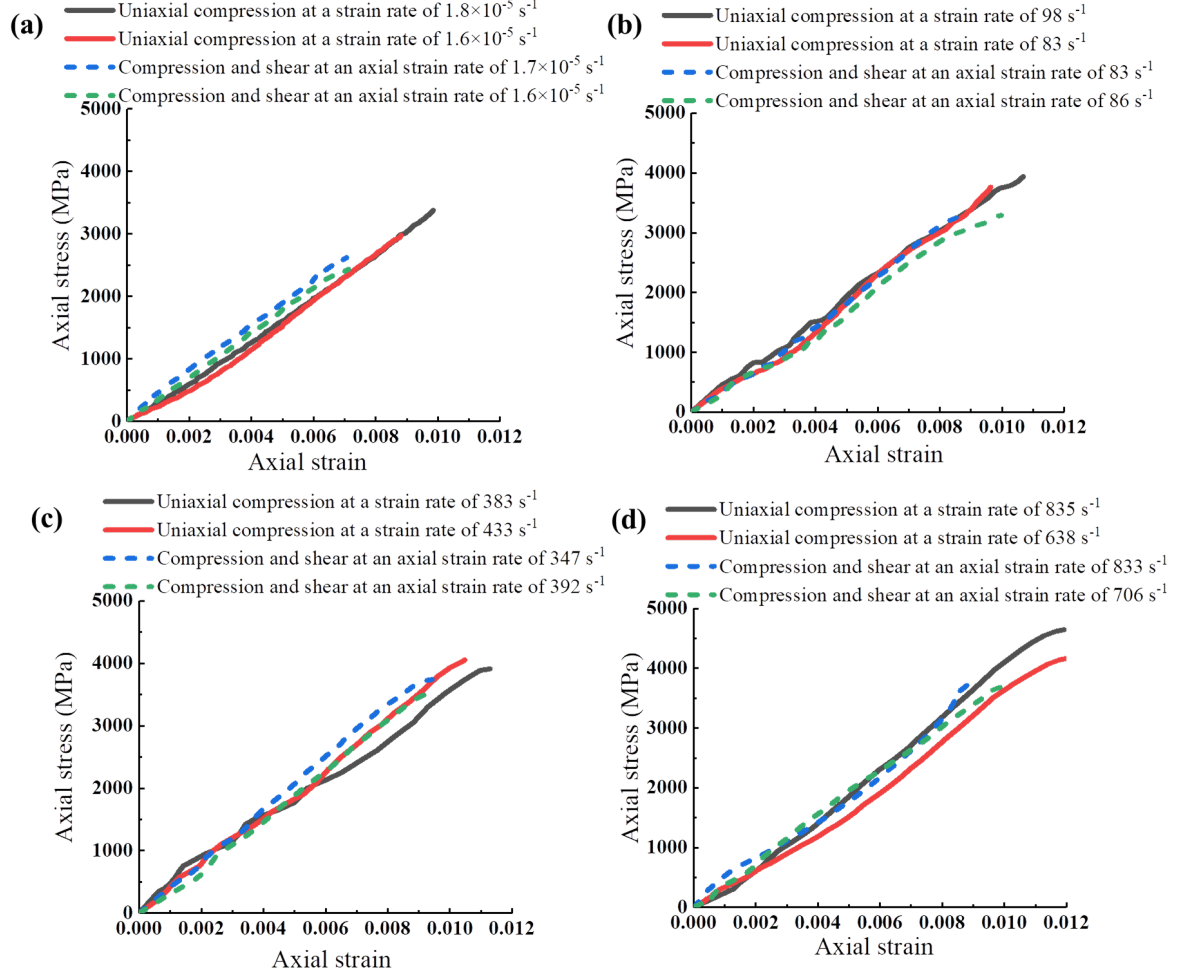 (a)
Uniaxial compression at a strain rate of 1.8×10⁻⁵ s⁻¹
Uniaxial compression at a strain rate of 1.6×10⁻⁵ s⁻¹
Compression and shear at an axial strain rate of 1.7×10⁻⁵ s⁻¹
Compression and shear at an axial strain rate of 1.6×10⁻⁵ s⁻¹
5000
4000
3000
2000
1000
0
Axial stress (MPa)
0.000 0.002 0.004 0.006 0.008 0.010 0.012
Axial strain
(b)
Uniaxial compression at a strain rate of 98 s⁻¹
Uniaxial compression at a strain rate of 83 s⁻¹
Compression and shear at an axial strain rate of 83 s⁻¹
Compression and shear at an axial strain rate of 86 s⁻¹
5000
4000
3000
2000
1000
0
Axial stress (MPa)
0.000 0.002 0.004 0.006 0.008 0.010 0.012
Axial strain
(c)
Uniaxial compression at a strain rate of 383 s⁻¹
Uniaxial compression at a strain rate of 433 s⁻¹
Compression and shear at an axial strain rate of 347 s⁻¹
Compression and shear at an axial strain rate of 392 s⁻¹
5000
4000
3000
2000
1000
0
Axial stress (MPa)
0.000 0.002 0.004 0.006 0.008 0.010 0.012
Axial strain
(d)
Uniaxial compression at a strain rate of 835 s⁻¹
Uniaxial compression at a strain rate of 638 s⁻¹
Compression and shear at an axial strain rate of 833 s⁻¹
Compression and shear at an axial strain rate of 706 s⁻¹
5000
4000
3000
2000
1000
0
Axial stress (MPa)
0.000 0.002 0.004 0.006 0.008 0.010 0.012
Axial strain